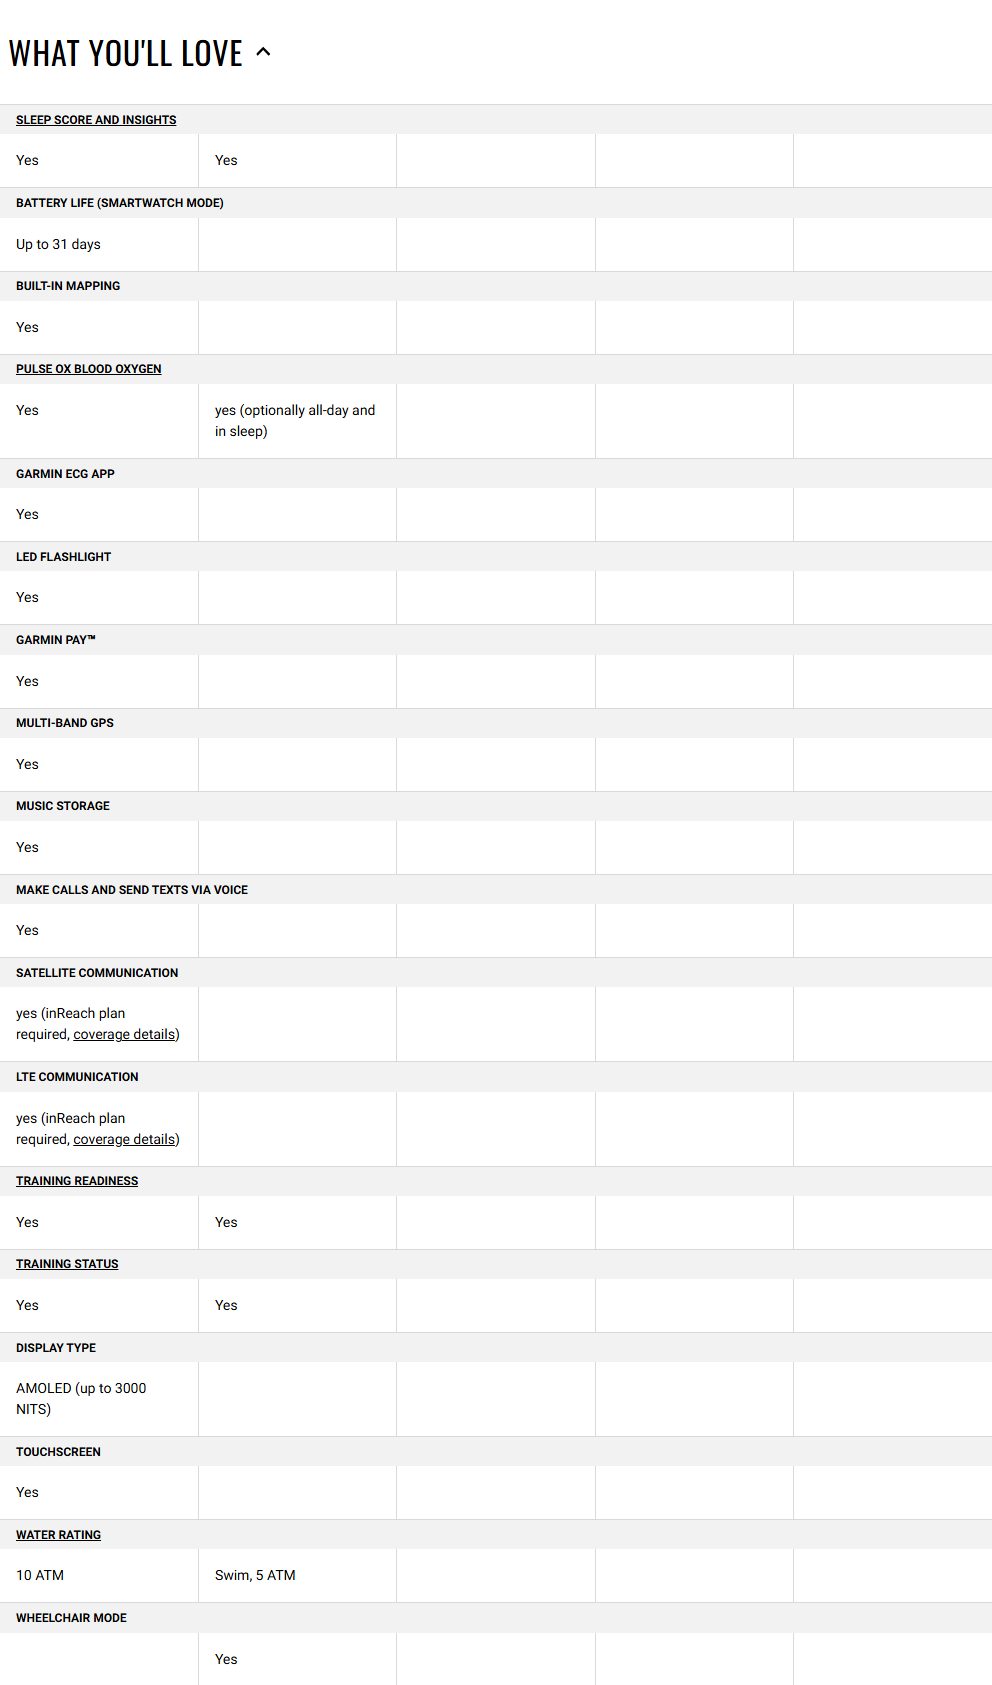 WHAT YOU'LL LOVE
SLEEP SCORE AND INSIGHTS
Yes Yes
BATTERY LIFE (SMARTWATCH MODE)
Up to 31 days
BUILT-IN MAPPING
Yes
PULSE OX BLOOD OXYGEN
Yes
yes (optionally all-day and
in sleep)
GARMIN ECG APP
Yes
LED FLASHLIGHT
Yes
GARMIN PAY™
Yes
MULTI-BAND GPS
Yes
MUSIC STORAGE
Yes
MAKE CALLS AND SEND TEXTS VIA VOICE
Yes
SATELLITE COMMUNICATION
yes (inReach plan
required, coverage details)
LTE COMMUNICATION
yes (inReach plan
required, coverage details)
TRAINING READINESS
Yes Yes
TRAINING STATUS
Yes Yes
DISPLAY TYPE
AMOLED (up to 3000
NITS)
TOUCHSCREEN
Yes
WATER RATING
10 ATM Swim, 5 ATM
WHEELCHAIR MODE
Yes